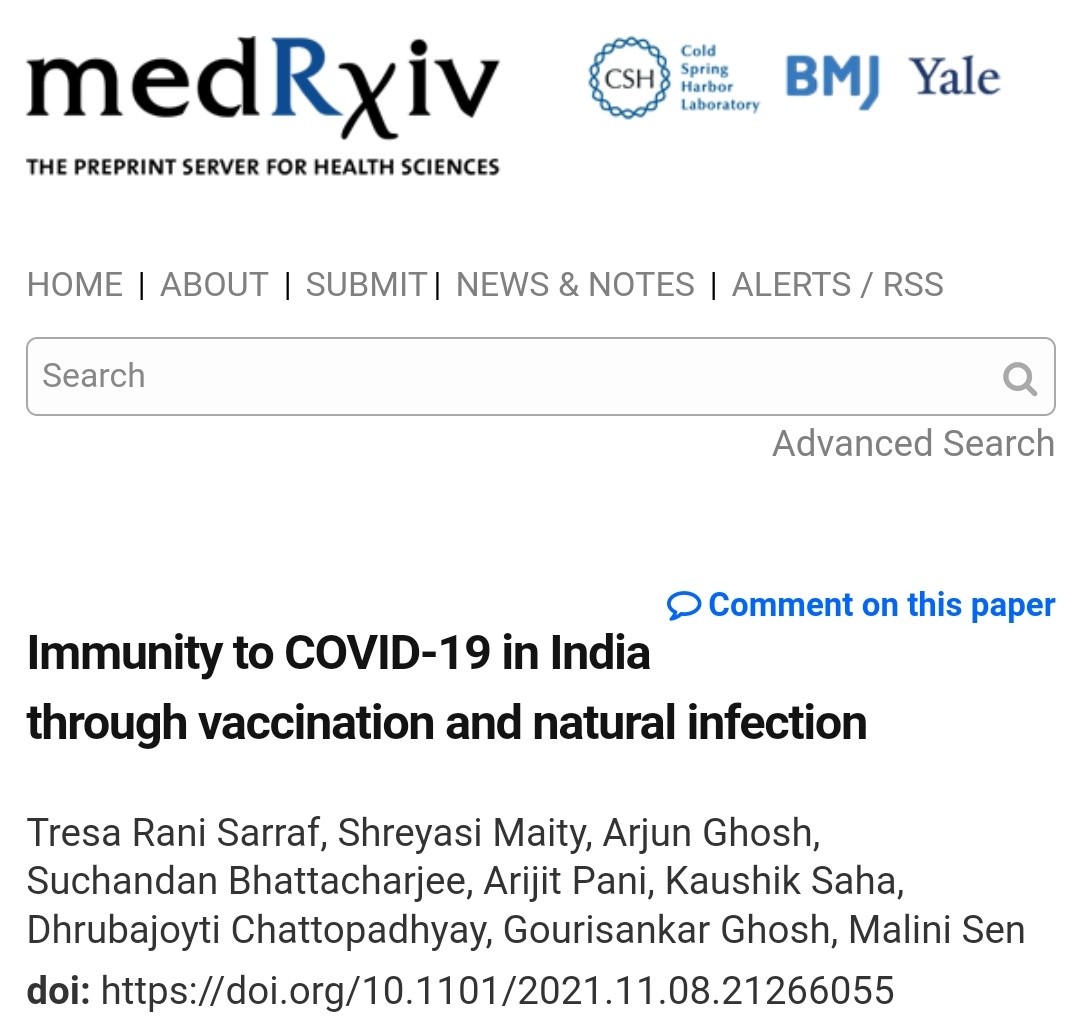 medRxiv
THE PREPRINT SERVER FOR HEALTH SCIENCES
CSH
Cold
Spring
Harbor
Laboratory
BMJ
Yale
HOME | ABOUT | SUBMIT | NEWS & NOTES | ALERTS / RSS
Search
Advanced Search
Comment on this paper
Immunity to COVID-19 in India
through vaccination and natural infection
Tresa Rani Sarraf, Shreyasi Maity, Arjun Ghosh,
Suchandan Bhattacharjee, Arijit Pani, Kaushik Saha,
Dhrubajoyti Chattopadhyay, Gourisankar Ghosh, Malini Sen
doi: https://doi.org/10.1101/2021.11.08.21266055